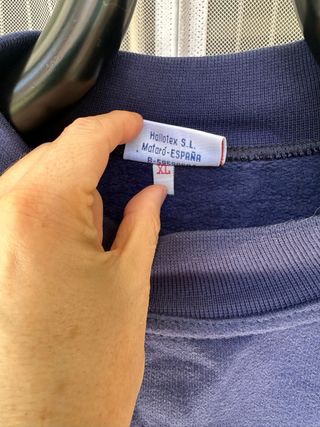 Hallotex S.L.
Mataró-ESPAÑA
XL